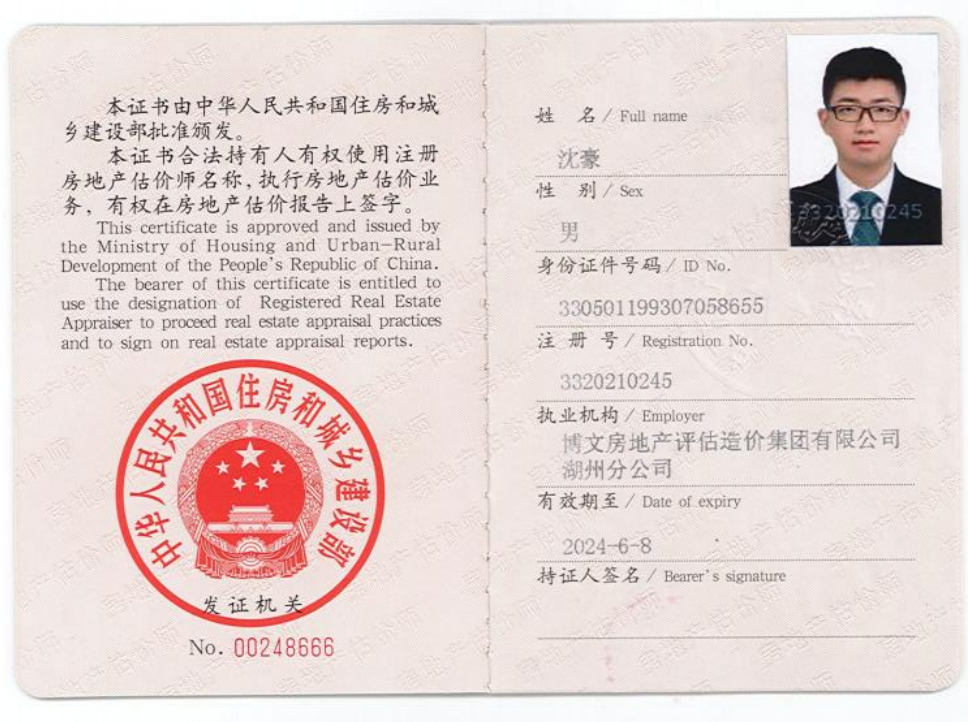 本证书由中华人民共和国住房和城
乡建设部批准颁发。
本证书合法持有人有权使用注册
房地产估价师名称,执行房地产估价业
务,有权在房地产估价报告上签字。
This certificate is approved and issued by
the Ministry of Housing and Urban-Rural
Development of the People's Republic of China.
The bearer of this certificate is entitled to
use the designation of Registered Real Estate
Appraiser to proceed real estate appraisal practices
and to sign on real estate appraisal reports.
中华人民共和国住房和城乡建设部
发证机关
No. 00248666
姓 名 / Full name
沈豪
性 别 / Sex
男
身份证件号码 / ID No.
330501199307058655
注 册 号 / Registration No.
3320210245
执业机构 / Employer
博文房地产评估造价集团有限公司
湖州分公司
有效期至 / Date of expiry
2024-6-8
持证人签名 / Bearer's signature
3320210245